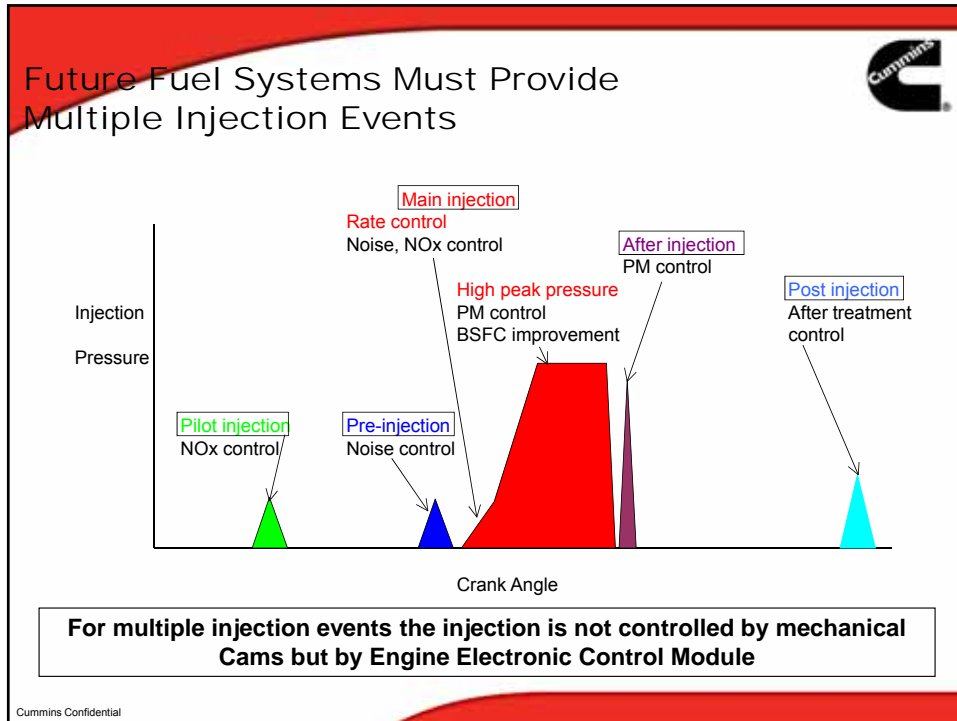 Future Fuel Systems Must Provide
Multiple Injection Events
Cummins
Main injection
Rate control
Noise, NOx control
High peak pressure
PM control
BSFC improvement
After injection
PM control
Post injection
After treatment
control
Injection
Pressure
Pilot injection
NOx control
Pre-injection
Noise control
Crank Angle
For multiple injection events the injection is not controlled by mechanical
Cams but by Engine Electronic Control Module
Cummins Confidential